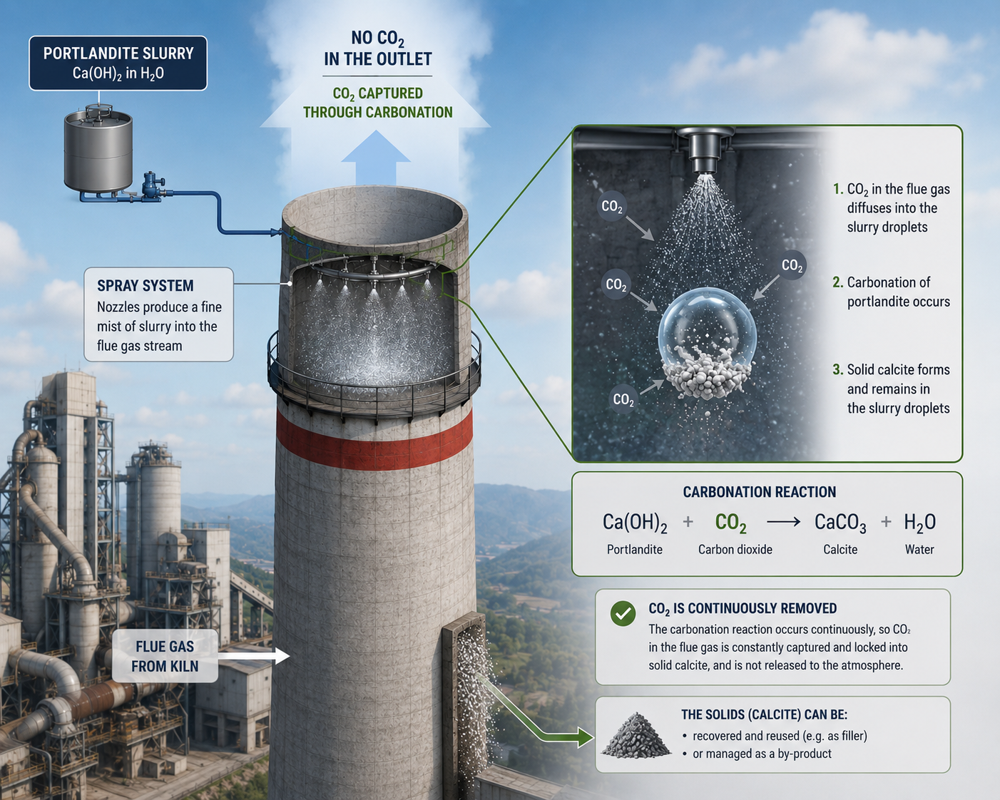 PORTLANDITE SLURRY
Ca(OH)₂ in H₂O
NO CO₂
IN THE OUTLET
CO₂ CAPTURED
THROUGH CARBONATION
SPRAY SYSTEM
Nozzles produce a fine
mist of slurry into the
flue gas stream
FLUE GAS
FROM KILN
CO₂
CO₂
CO₂
CO₂
1. CO₂ in the flue gas
diffuses into the
slurry droplets
2. Carbonation of
portlandite occurs
3. Solid calcite forms
and remains in
the slurry droplets
CARBONATION REACTION
Ca(OH)₂ + CO₂ ⟶ CaCO₃ + H₂O
Portlandite Carbon dioxide Calcite Water
CO₂ IS CONTINUOUSLY REMOVED
The carbonation reaction occurs continuously, so CO₂
in the flue gas is constantly captured and locked into
solid calcite, and is not released to the atmosphere.
THE SOLIDS (CALCITE) CAN BE:
• recovered and reused (e.g. as filler)
• or managed as a by-product